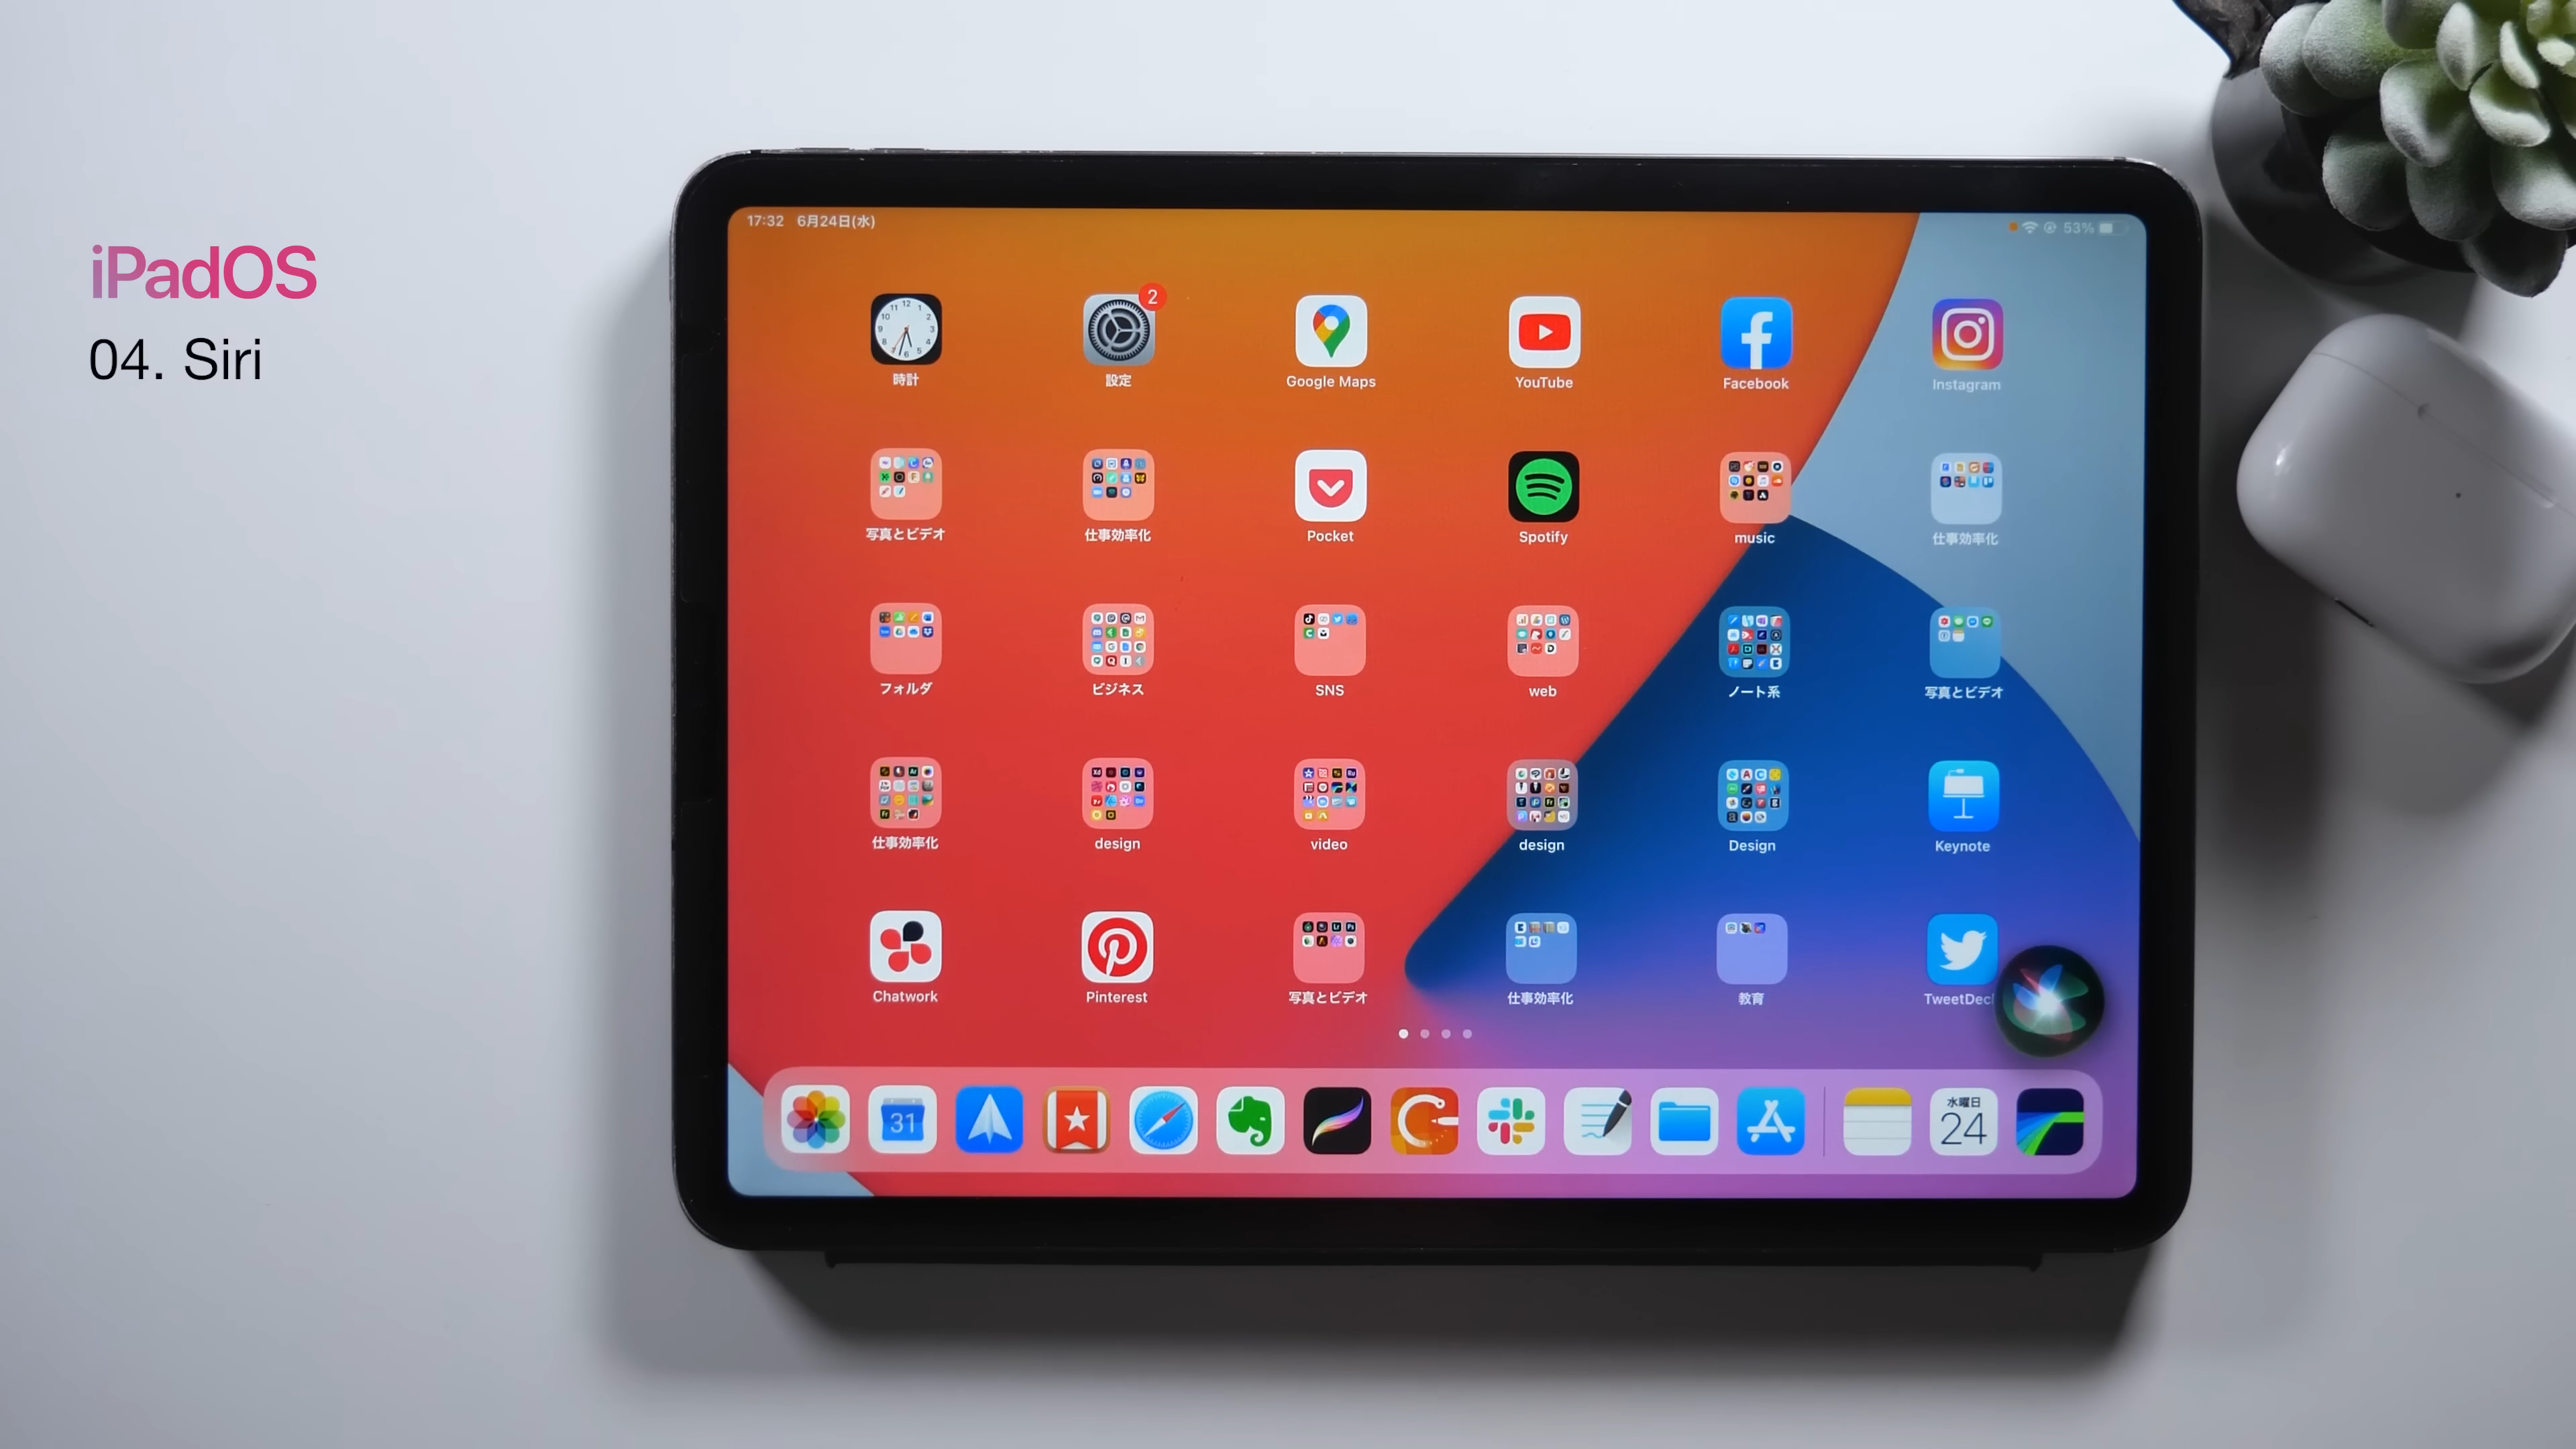 iPadOS
04. Siri
17:32 6月24日(水)
53%
2
時計
設定
Google Maps
YouTube
Facebook
Instagram
写真とビデオ
仕事効率化
Pocket
Spotify
music
仕事効率化
フォルダ
ビジネス
SNS
web
ノート系
写真とビデオ
仕事効率化
design
video
design
Design
Keynote
Chatwork
Pinterest
写真とビデオ
仕事効率化
教育
31
水曜日
24